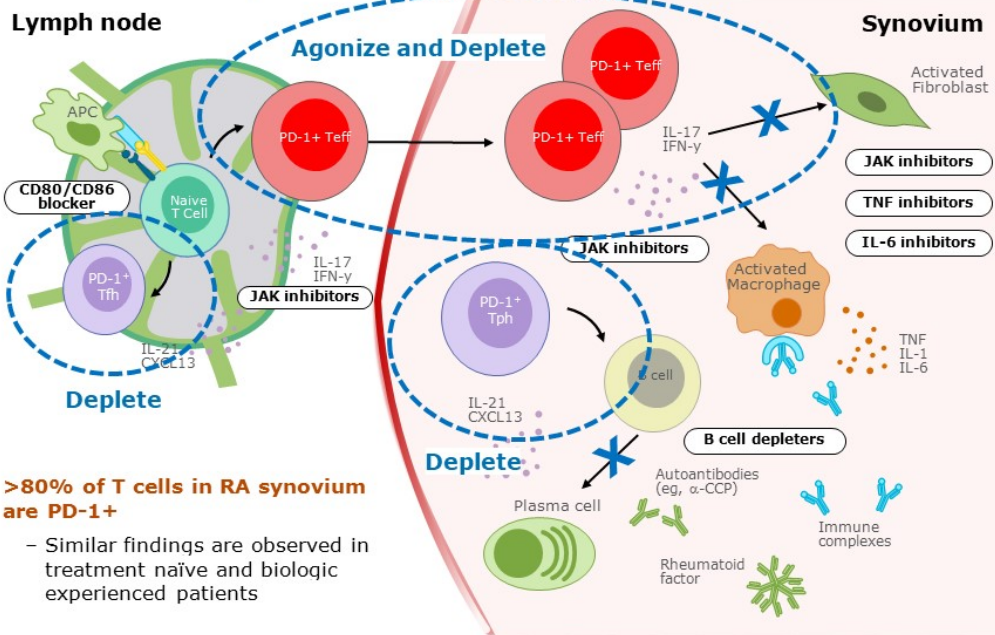 Lymph node
Synovium
Agonize and Deplete
APC
PD-1+ Teff
PD-1+ Teff
PD-1+ Teff
Activated
Fibroblast
IL-17
IFN-y
CD80/CD86
blocker
Naive
T Cell
JAK inhibitors
TNF inhibitors
IL-6 inhibitors
PD-1+
Tfh
IL-17
IFN-y
JAK inhibitors
JAK inhibitors
Activated
Macrophage
PD-1+
Tph
IL-21
CXCL13
TNF
IL-1
IL-6
B cell
Deplete
IL-21
CXCL13
B cell depleters
Deplete
>80% of T cells in RA synovium
are PD-1+
– Similar findings are observed in
treatment naïve and biologic
experienced patients
Plasma cell
Autoantibodies
(eg, α-CCP)
Immune
complexes
Rheumatoid
factor